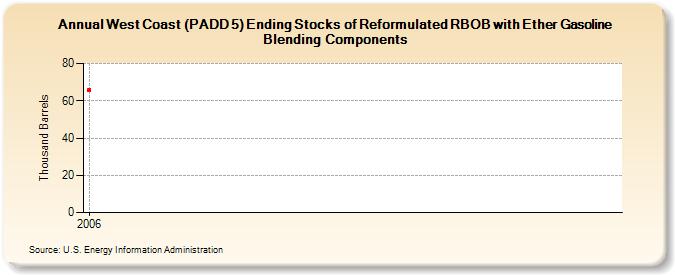 Annual West Coast (PADD 5) Ending Stocks of Reformulated RBOB with Ether Gasoline
Blending Components
Thousand Barrels
80
60
40
20
0
2006
Source: U.S. Energy Information Administration